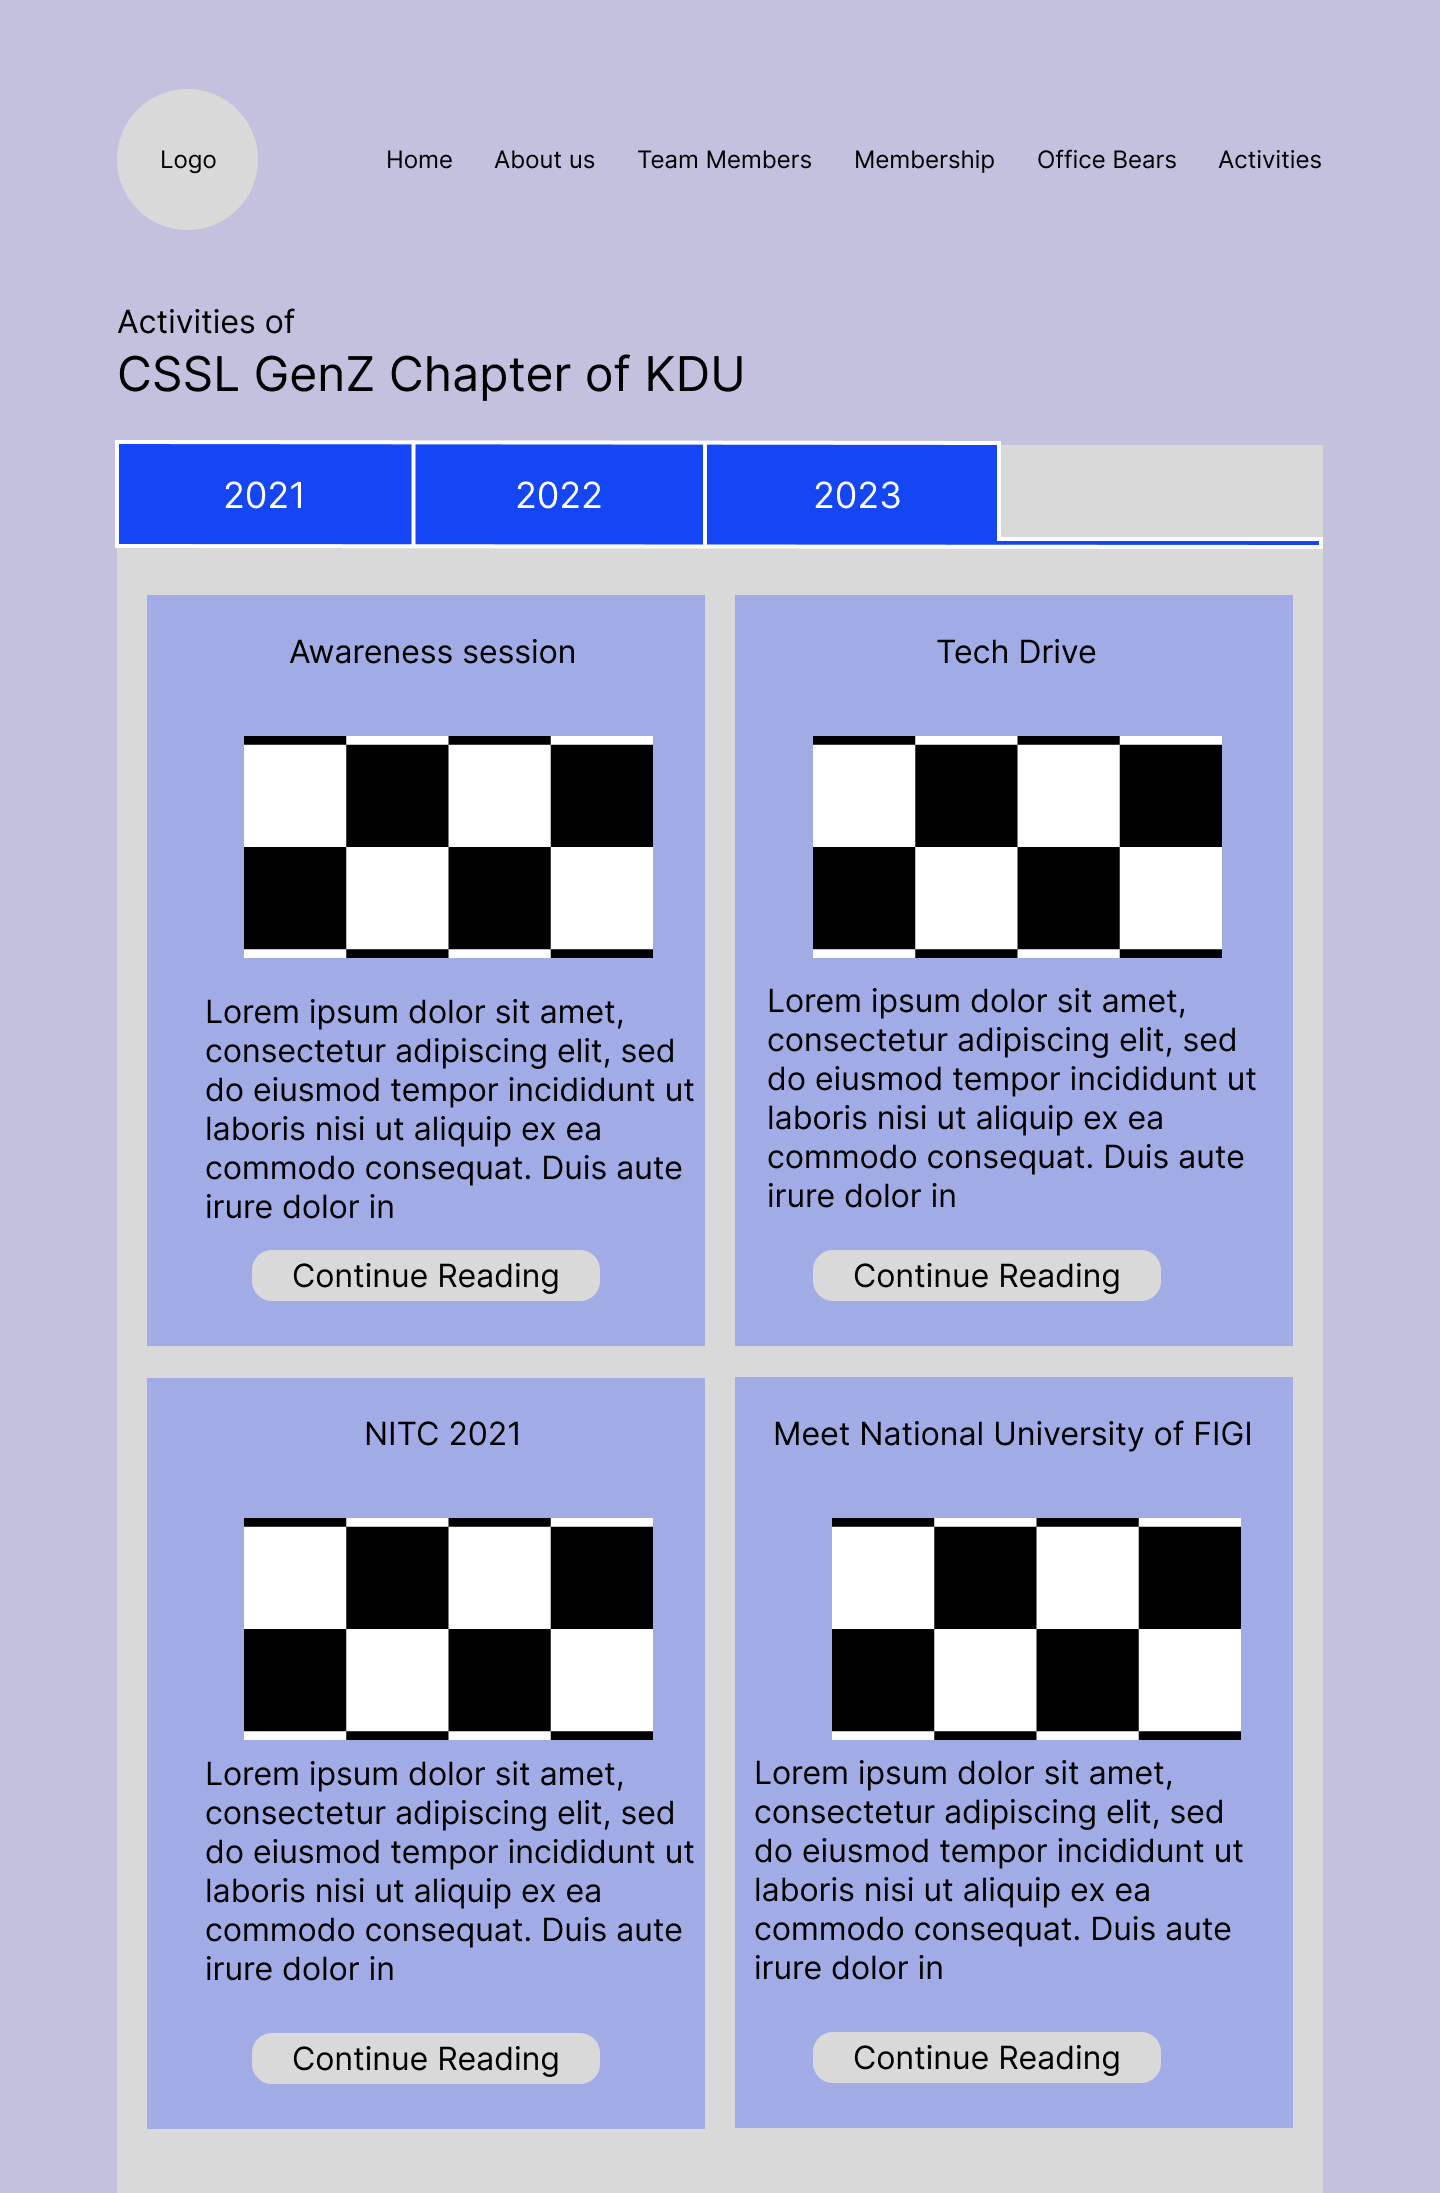 Logo
Home About us Team Members Membership Office Bears Activities
Activities of
CSSL GenZ Chapter of KDU
2021 2022 2023
Awareness session
Lorem ipsum dolor sit amet,
consectetur adipiscing elit, sed
do eiusmod tempor incididunt ut
laboris nisi ut aliquip ex ea
commodo consequat. Duis aute
irure dolor in
Continue Reading
Tech Drive
Lorem ipsum dolor sit amet,
consectetur adipiscing elit, sed
do eiusmod tempor incididunt ut
laboris nisi ut aliquip ex ea
commodo consequat. Duis aute
irure dolor in
Continue Reading
NITC 2021
Lorem ipsum dolor sit amet,
consectetur adipiscing elit, sed
do eiusmod tempor incididunt ut
laboris nisi ut aliquip ex ea
commodo consequat. Duis aute
irure dolor in
Continue Reading
Meet National University of FIGI
Lorem ipsum dolor sit amet,
consectetur adipiscing elit, sed
do eiusmod tempor incididunt ut
laboris nisi ut aliquip ex ea
commodo consequat. Duis aute
irure dolor in
Continue Reading